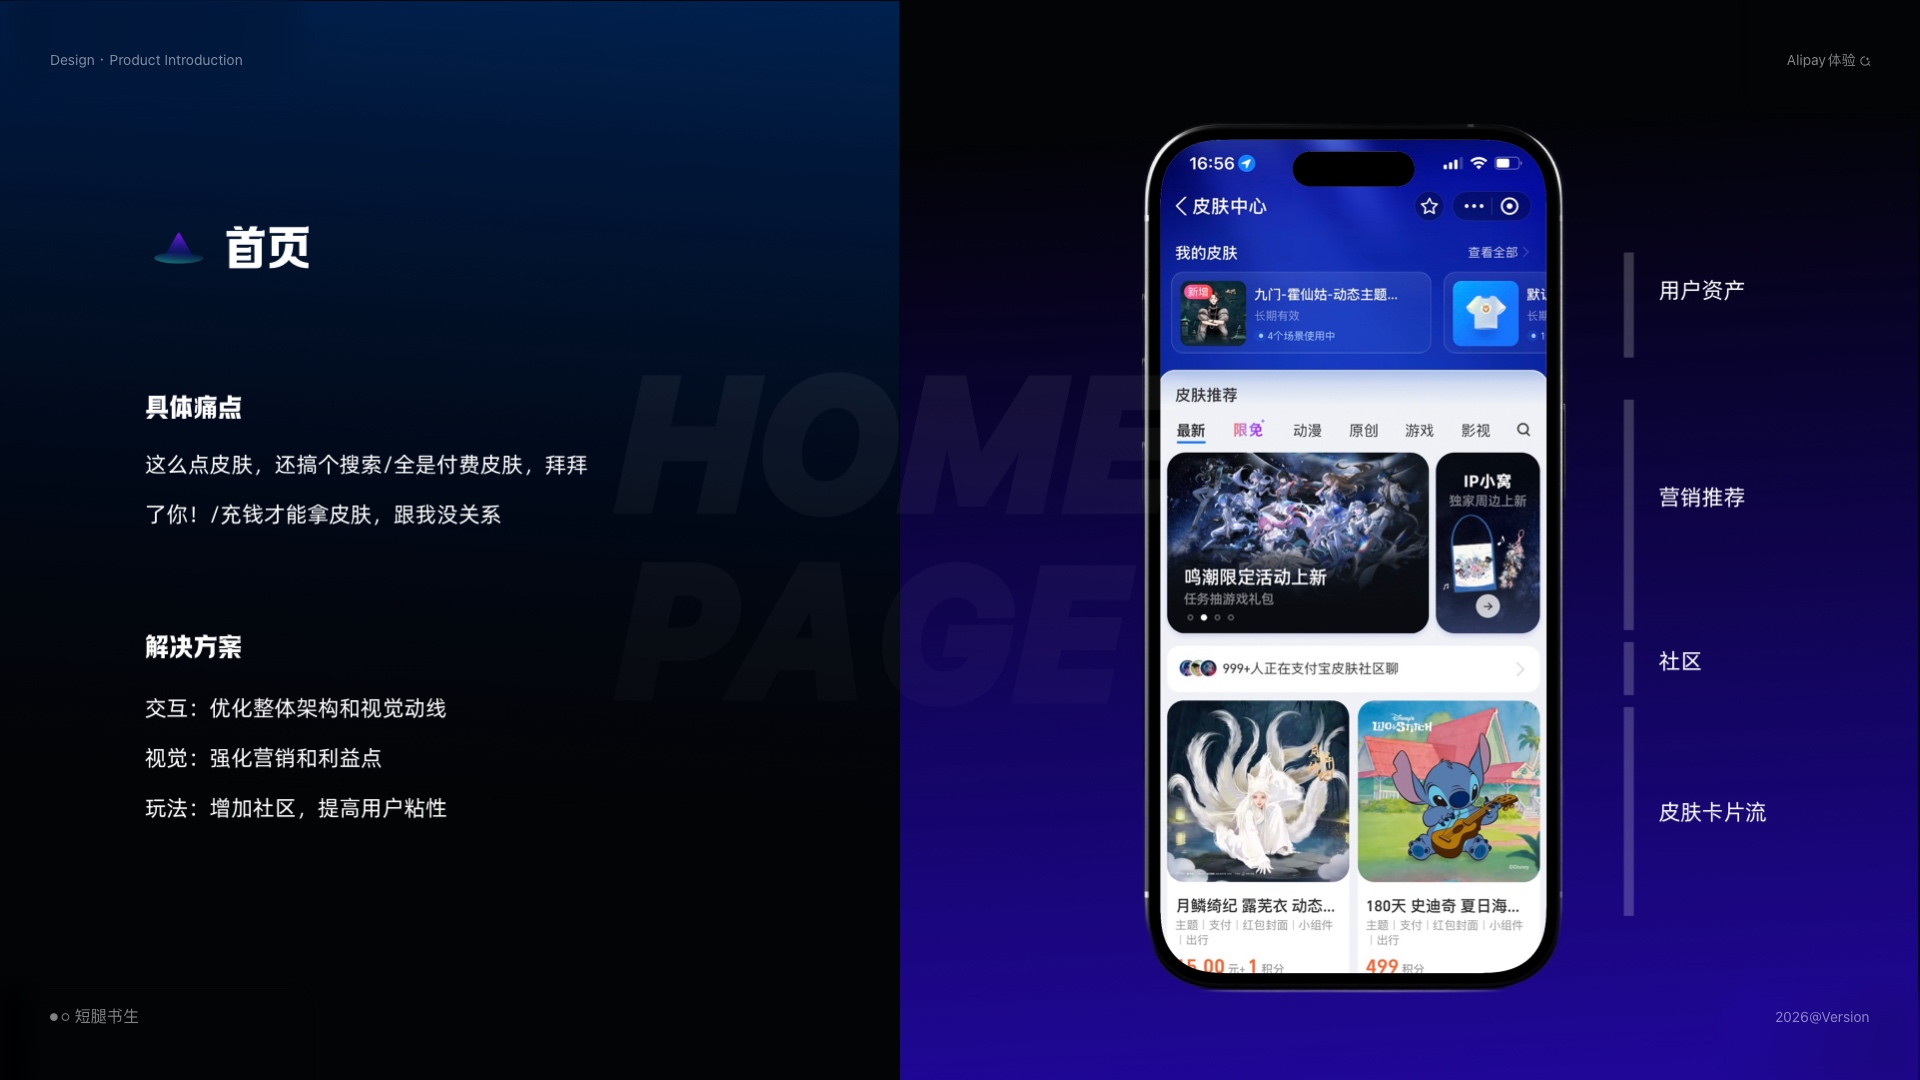 Design · Product Introduction
Alipay体验
首页
具体痛点
这么点皮肤，还搞个搜索/全是付费皮肤，拜拜
了你！/充钱才能拿皮肤，跟我没关系
解决方案
交互：优化整体架构和视觉动线
视觉：强化营销和利益点
玩法：增加社区，提高用户粘性
HOME
PAGE
16:56
皮肤中心
我的皮肤
查看全部
新增
九门-霍仙姑-动态主题...
长期有效
4个场景使用中
皮肤推荐
最新 限免 动漫 原创 游戏 影视
鸣潮限定活动上新
任务抽游戏礼包
IP小窝
独家周边上新
999+人正在支付宝皮肤社区聊
Disney's
LILO & STITCH
©Disney
月鳞绮纪 露芜衣 动态...
主题｜支付｜红包封面｜小组件
｜出行
15.00 元+ 1 积分
180天 史迪奇 夏日海...
主题｜支付｜红包封面｜小组件
｜出行
499 积分
用户资产
营销推荐
社区
皮肤卡片流
短腿书生
2026@Version